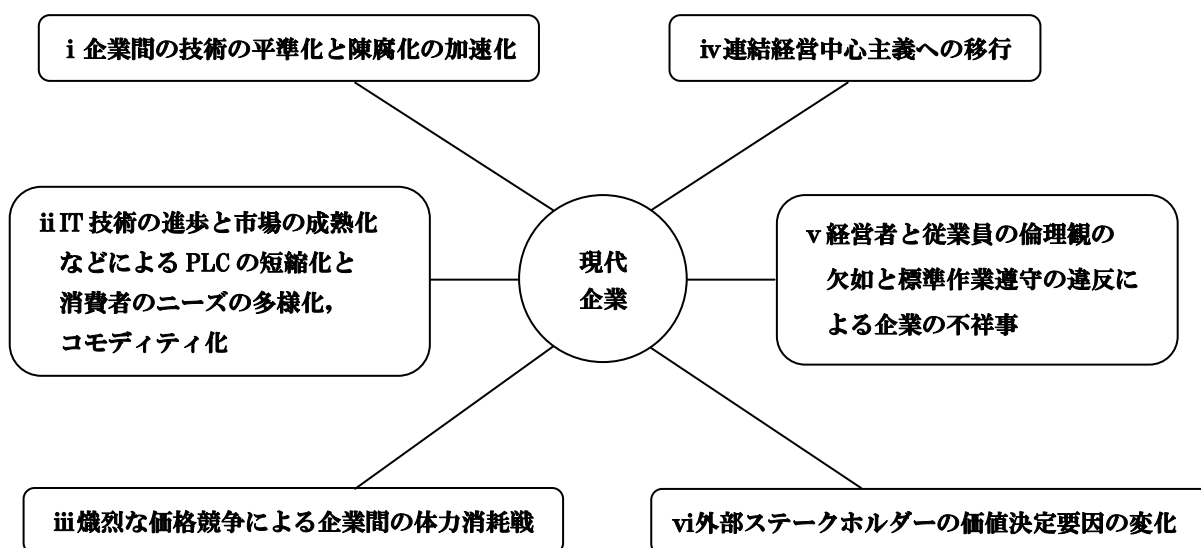 ⅰ 企業間の技術の平準化と陳腐化の加速化
ⅳ連結経営中心主義への移行
ⅱIT 技術の進歩と市場の成熟化
などによる PLC の短縮化と
消費者のニーズの多様化，
コモディティ化
現代
企業
ⅴ 経営者と従業員の倫理観の
欠如と標準作業遵守の違反に
よる企業の不祥事
ⅲ熾烈な価格競争による企業間の体力消耗戦
ⅵ外部ステークホルダーの価値決定要因の変化